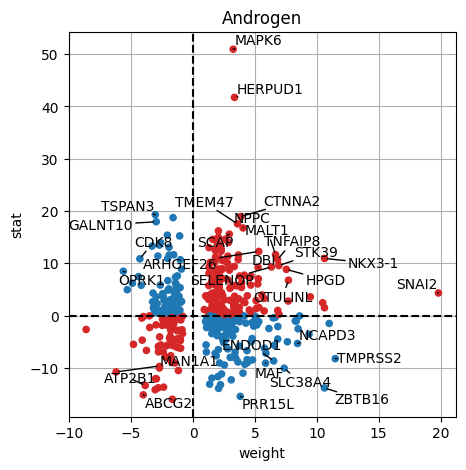 Androgen
MAPK6
HERPUD1
TSPAN3
TMEM47
CTNNA2
GALNT10
NPPC
MALT1
CDK8
SCAP
TNFAIP8
ARHGEF26
DBI
STK39
NKX3-1
OPRK1
SELENOP
HPGD
SNAI2
OTULINL
NCAPD3
ENDOD1
TMPRSS2
MAN1A1
ATP2B1
MAF
SLC38A4
ABCG2
PRR15L
ZBTB16
stat
50
40
30
20
10
0
−10
−10 −5 0 5 10 15 20
weight